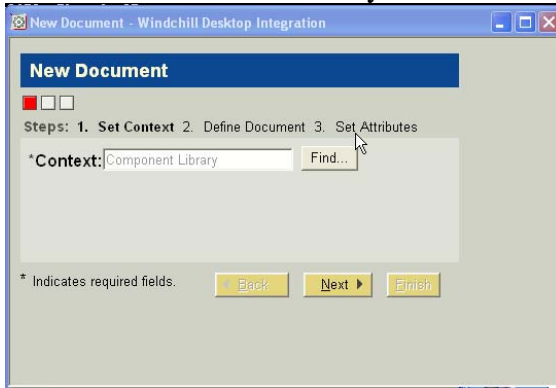 New Document - Windchill Desktop Integration
New Document
Steps: 1. Set Context 2. Define Document 3. Set Attributes
*Context: Component Library Find...
* Indicates required fields. Back Next Finish